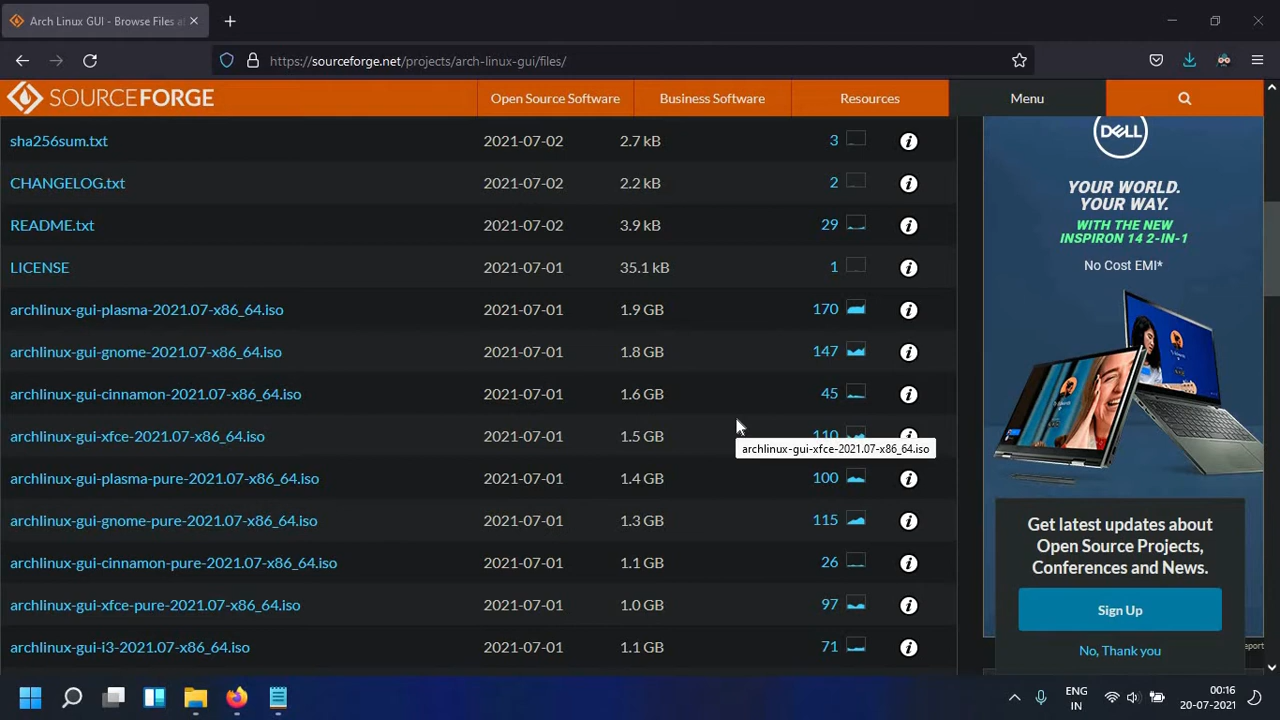 Arch Linux GUI - Browse Files a
https://sourceforge.net/projects/arch-linux-gui/files/
SOURCEFORGE
Open Source Software
Business Software
Resources
Menu
sha256sum.txt 2021-07-02 2.7 kB 3
CHANGELOG.txt 2021-07-02 2.2 kB 2
README.txt 2021-07-02 3.9 kB 29
LICENSE 2021-07-01 35.1 kB 1
archlinux-gui-plasma-2021.07-x86_64.iso 2021-07-01 1.9 GB 170
archlinux-gui-gnome-2021.07-x86_64.iso 2021-07-01 1.8 GB 147
archlinux-gui-cinnamon-2021.07-x86_64.iso 2021-07-01 1.6 GB 45
archlinux-gui-xfce-2021.07-x86_64.iso 2021-07-01 1.5 GB 110
archlinux-gui-xfce-2021.07-x86_64.iso
archlinux-gui-plasma-pure-2021.07-x86_64.iso 2021-07-01 1.4 GB 100
archlinux-gui-gnome-pure-2021.07-x86_64.iso 2021-07-01 1.3 GB 115
archlinux-gui-cinnamon-pure-2021.07-x86_64.iso 2021-07-01 1.1 GB 26
archlinux-gui-xfce-pure-2021.07-x86_64.iso 2021-07-01 1.0 GB 97
archlinux-gui-i3-2021.07-x86_64.iso 2021-07-01 1.1 GB 71
DELL
YOUR WORLD.
YOUR WAY.
WITH THE NEW
INSPIRON 14 2-IN-1
No Cost EMI*
Get latest updates about
Open Source Projects,
Conferences and News.
Sign Up
No, Thank you
eport
ENG
IN
00:16
20-07-2021